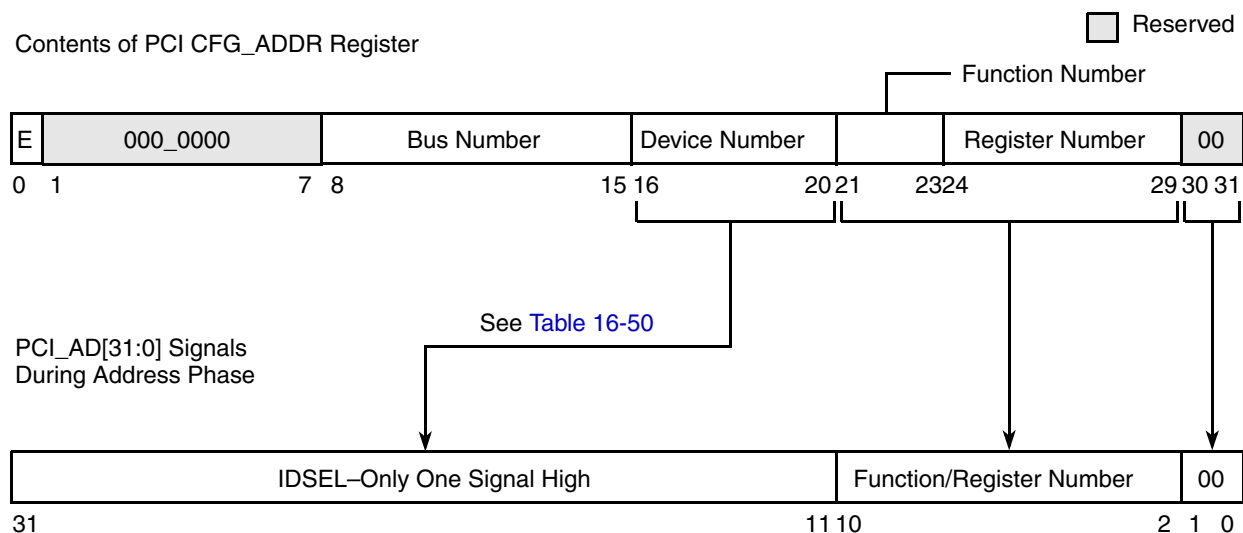 Reserved
Contents of PCI CFG_ADDR Register
Function Number
E 000_0000 Bus Number Device Number Register Number 00
0 1 7 8 15 16 20 21 23 24 29 30 31
See Table 16-50
PCI_AD[31:0] Signals
During Address Phase
IDSEL–Only One Signal High Function/Register Number 00
31 11 10 2 1 0